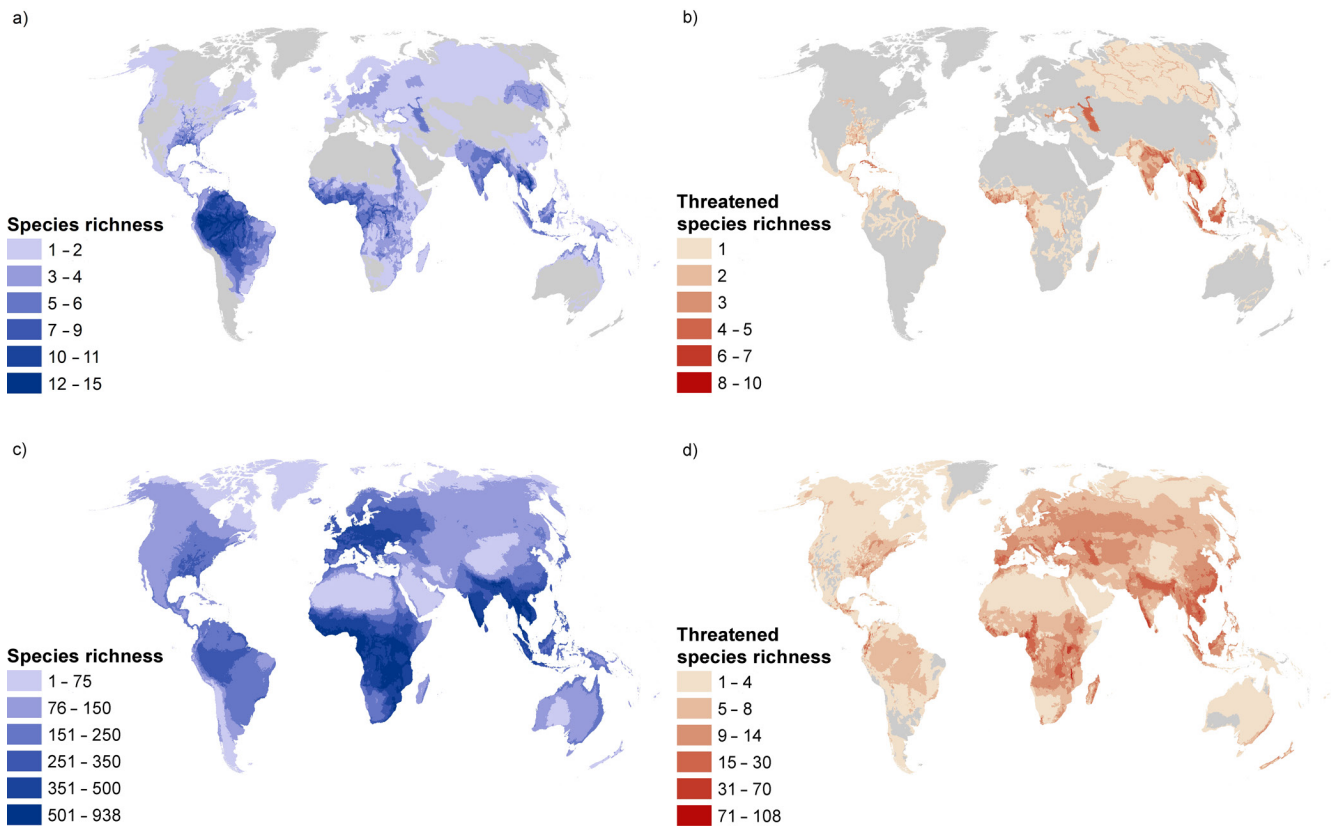 a)
Species richness
1 – 2
3 – 4
5 – 6
7 – 9
10 – 11
12 – 15
b)
Threatened
species richness
1
2
3
4 – 5
6 – 7
8 – 10
c)
Species richness
1 – 75
76 – 150
151 – 250
251 – 350
351 – 500
501 – 938
d)
Threatened
species richness
1 – 4
5 – 8
9 – 14
15 – 30
31 – 70
71 – 108